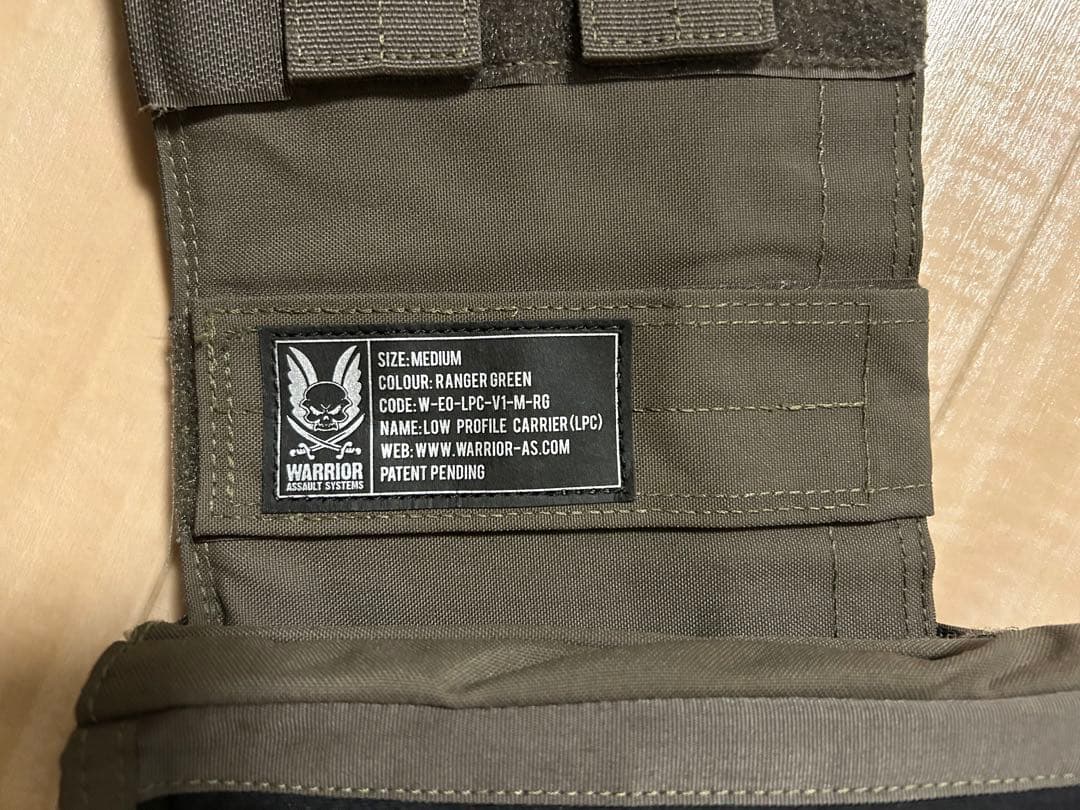 SIZE: MEDIUM
COLOUR: RANGER GREEN
CODE: W-EO-LPC-V1-M-RG
NAME: LOW PROFILE CARRIER (LPC)
WEB: WWW.WARRIOR-AS.COM
PATENT PENDING
WARRIOR
ASSAULT SYSTEMS